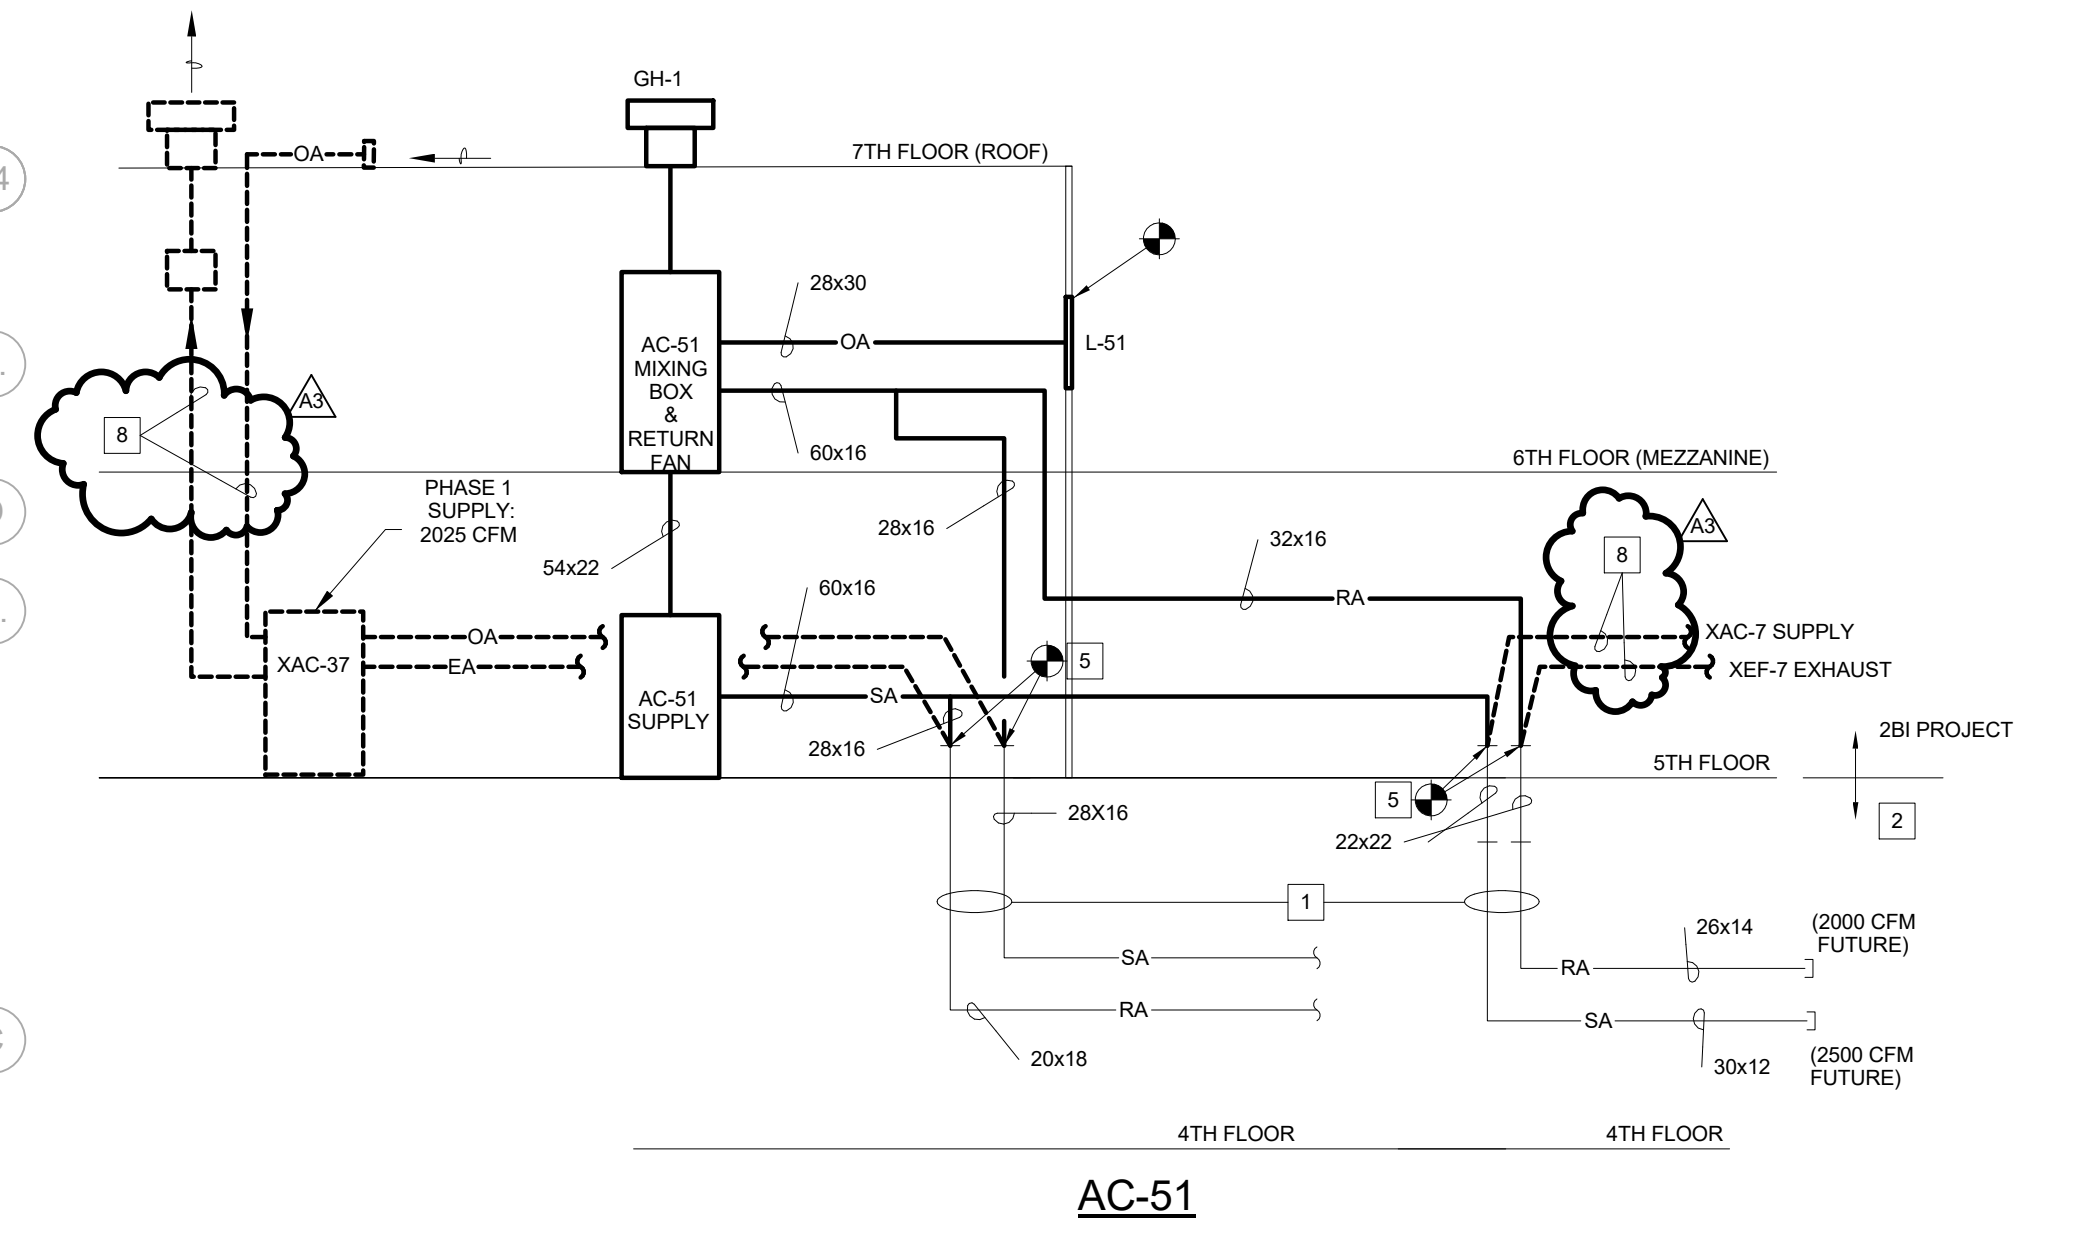 GH-1
OA
7TH FLOOR (ROOF)
4
28x30
AC-51
MIXING
BOX
&
RETURN
FAN
OA
L-51
A3
8
60x16
6TH FLOOR (MEZZANINE)
PHASE 1
SUPPLY:
2025 CFM
28x16
A3
8
32x16
54x22
60x16
RA
OA
XAC-7 SUPPLY
XAC-37
EA
5
XEF-7 EXHAUST
AC-51
SUPPLY
SA
28x16
2BI PROJECT
5TH FLOOR
5
28X16
2
22x22
1
26x14
(2000 CFM
FUTURE)
SA
RA
RA
SA
20x18
30x12
(2500 CFM
FUTURE)
4TH FLOOR
4TH FLOOR
AC-51